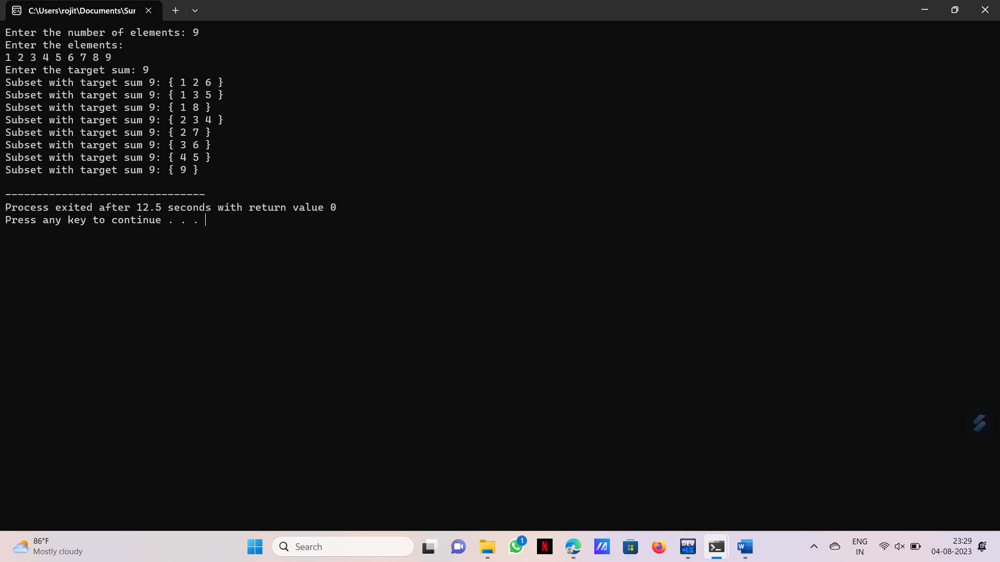 C:\Users\rojit\Documents\Sur
Enter the number of elements: 9
Enter the elements:
1 2 3 4 5 6 7 8 9
Enter the target sum: 9
Subset with target sum 9: { 1 2 6 }
Subset with target sum 9: { 1 3 5 }
Subset with target sum 9: { 1 8 }
Subset with target sum 9: { 2 3 4 }
Subset with target sum 9: { 2 7 }
Subset with target sum 9: { 3 6 }
Subset with target sum 9: { 4 5 }
Subset with target sum 9: { 9 }
--------------------------------
Process exited after 12.5 seconds with return value 0
Press any key to continue . . .
86°F
Mostly cloudy
Search
1
N
DEV
C++
W
ENG
IN
23:29
04-08-2023